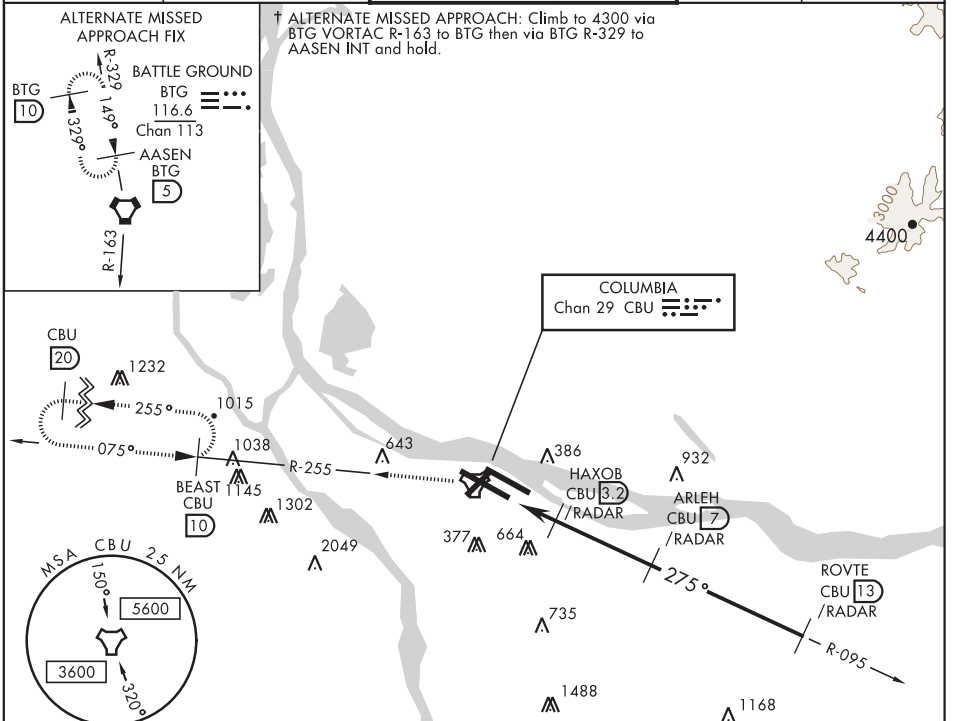 ALTERNATE MISSED
APPROACH FIX
R-329
BATTLE GROUND
BTG
116.6
Chan 113
BTG
10
149°
329°
AASEN
BTG
5
R-163
† ALTERNATE MISSED APPROACH: Climb to 4300 via
BTG VORTAC R-163 to BTG then via BTG R-329 to
AASEN INT and hold.
3000
4400
COLUMBIA
Chan 29 CBU
CBU
20
1232
255°
1015
075°
1038
643
R-255
386
932
BEAST
CBU
10
1145
1302
HAXOB
CBU 3.2
/RADAR
ARLEH
CBU 7
/RADAR
377
664
2049
275°
ROVTE
CBU 13
/RADAR
R-095
735
MSA CBU 25 NM
150°
5600
3600
320°
1488
1168